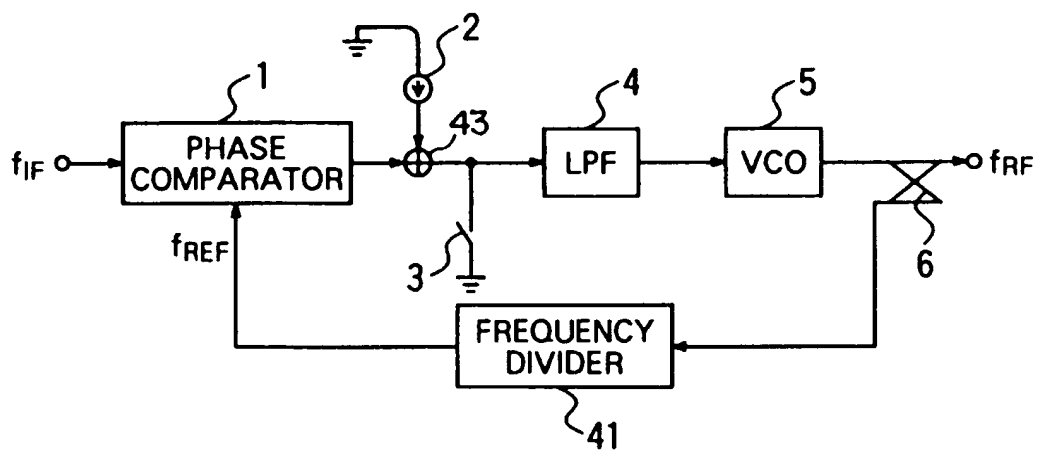 2
1
4
5
43
PHASE
COMPARATOR
LPF
VCO
fIF
fRF
fREF
3
6
FREQUENCY
DIVIDER
41